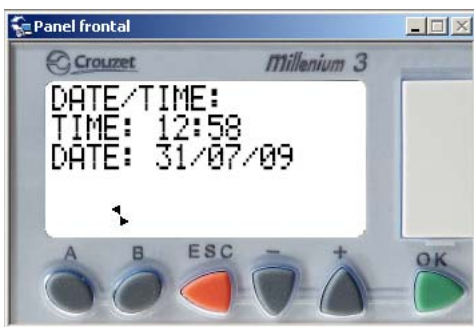 Panel frontal
Crouzet
Millenium 3
DATE/TIME:
TIME: 12:58
DATE: 31/07/09
A B ESC - + OK